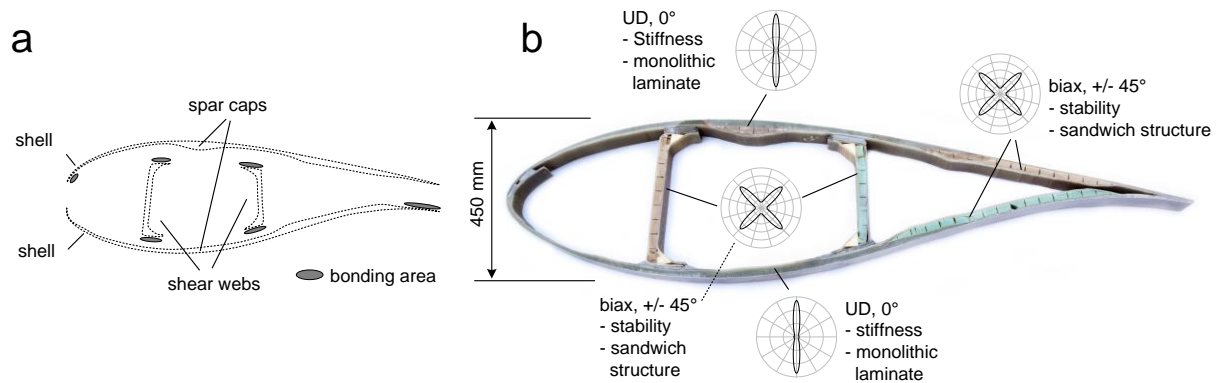 a
spar caps
shell
shell
shear webs
bonding area
b
UD, 0°
- Stiffness
- monolithic
laminate
biax, +/- 45°
- stability
- sandwich structure
450 mm
biax, +/- 45°
- stability
- sandwich
structure
UD, 0°
- stiffness
- monolithic
laminate